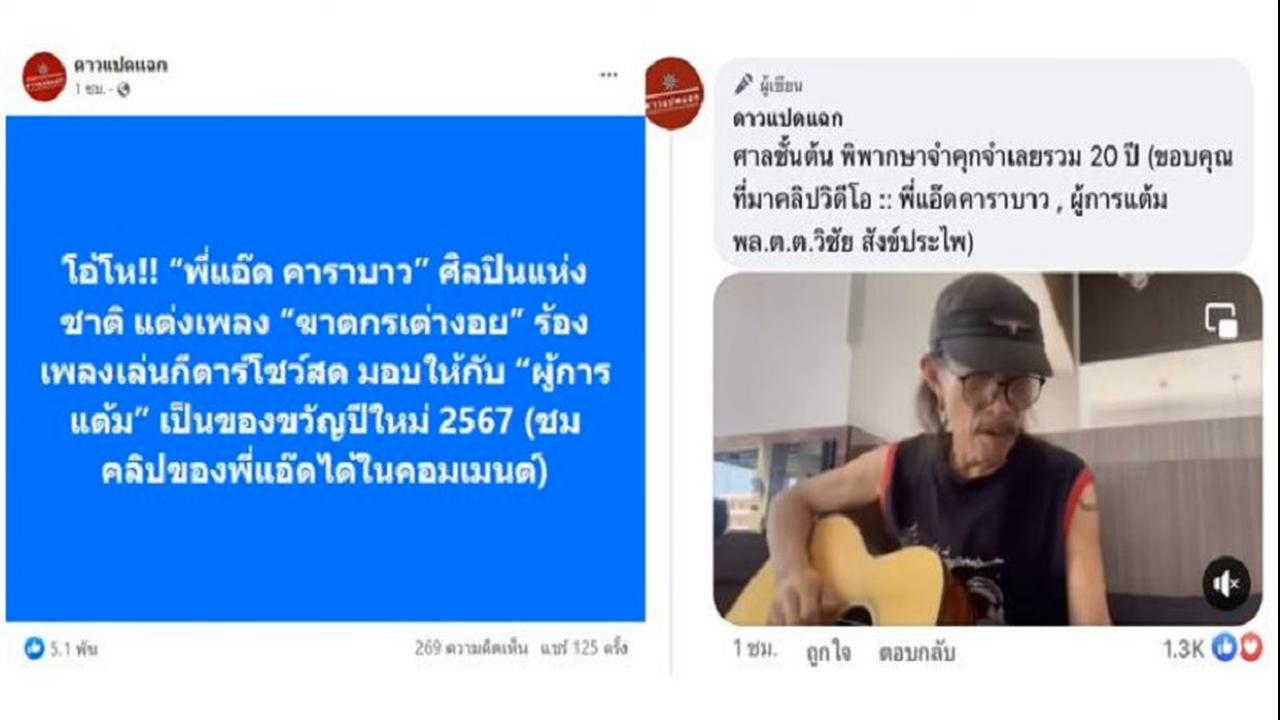 ดาวแปดแฉก
1 ชม. ·
โอ้โห!! “พี่แอ๊ด คาราบาว” ศิลปินแห่ง
ชาติ แต่งเพลง “ฆาตกรเต่างอย” ร้อง
เพลงเล่นกีตาร์โชว์สด มอบให้กับ “ผู้การ
แต้ม” เป็นของขวัญปีใหม่ 2567 (ชม
คลิปของพี่แอ๊ดได้ในคอมเมนต์)
5.1 พัน
269 ความคิดเห็น แชร์ 125 ครั้ง
ผู้เขียน
ดาวแปดแฉก
ศาลชั้นต้น พิพากษาจำคุกจำเลยรวม 20 ปี (ขอบคุณ
ที่มาคลิปวิดีโอ :: พี่แอ๊ดคาราบาว , ผู้การแต้ม
พล.ต.ต.วิชัย สังข์ประไพ)
1 ชม. ถูกใจ ตอบกลับ
1.3K